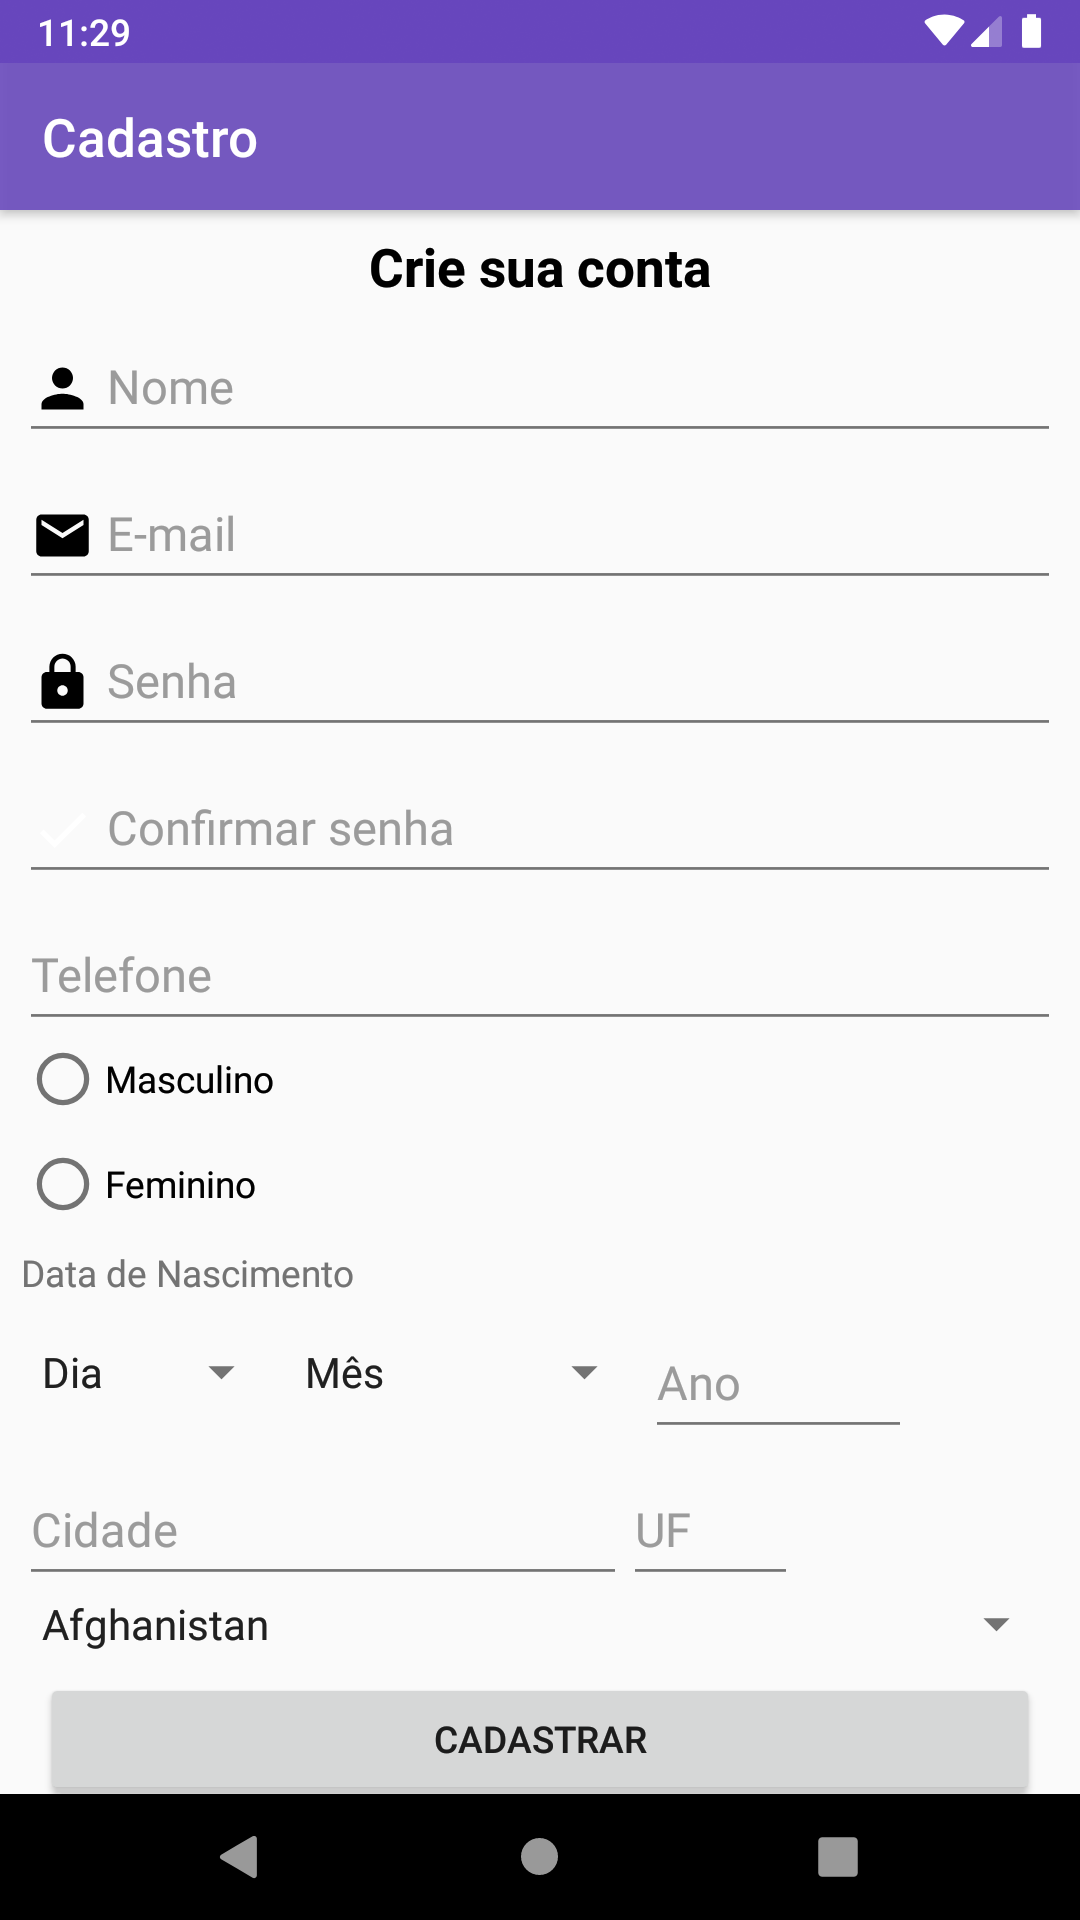 11:29
Cadastro
Crie sua conta
Nome
E-mail
Senha
Confirmar senha
Telefone
Masculino
Feminino
Data de Nascimento
Dia Mês Ano
Cidade UF
Afghanistan
CADASTRAR